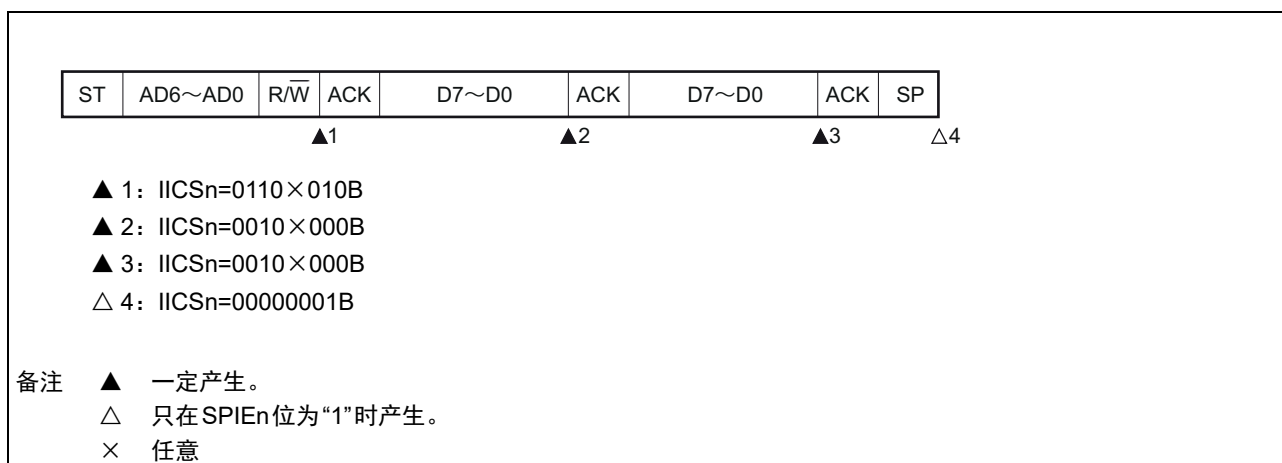 ST AD6～AD0 R/W̅ ACK D7～D0 ACK D7～D0 ACK SP
▲1 ▲2 ▲3 △4
▲ 1：IICSn=0110×010B
▲ 2：IICSn=0010×000B
▲ 3：IICSn=0010×000B
△ 4：IICSn=00000001B
备注 ▲ 一定产生。
△ 只在SPIEn位为“1”时产生。
× 任意